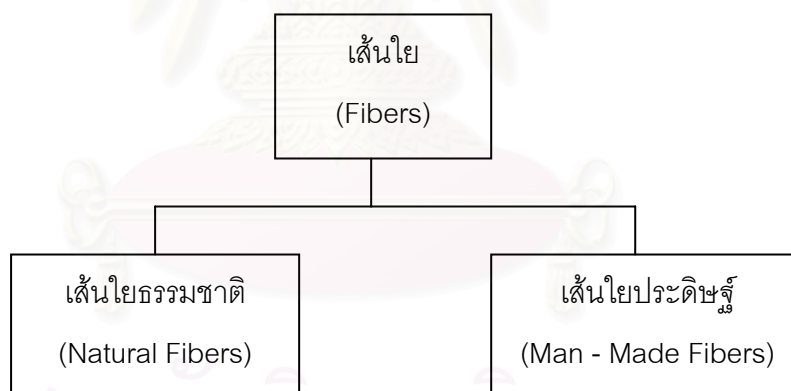 เส้นใย
(Fibers)
เส้นใยธรรมชาติ
(Natural Fibers)
เส้นใยประดิษฐ์
(Man - Made Fibers)